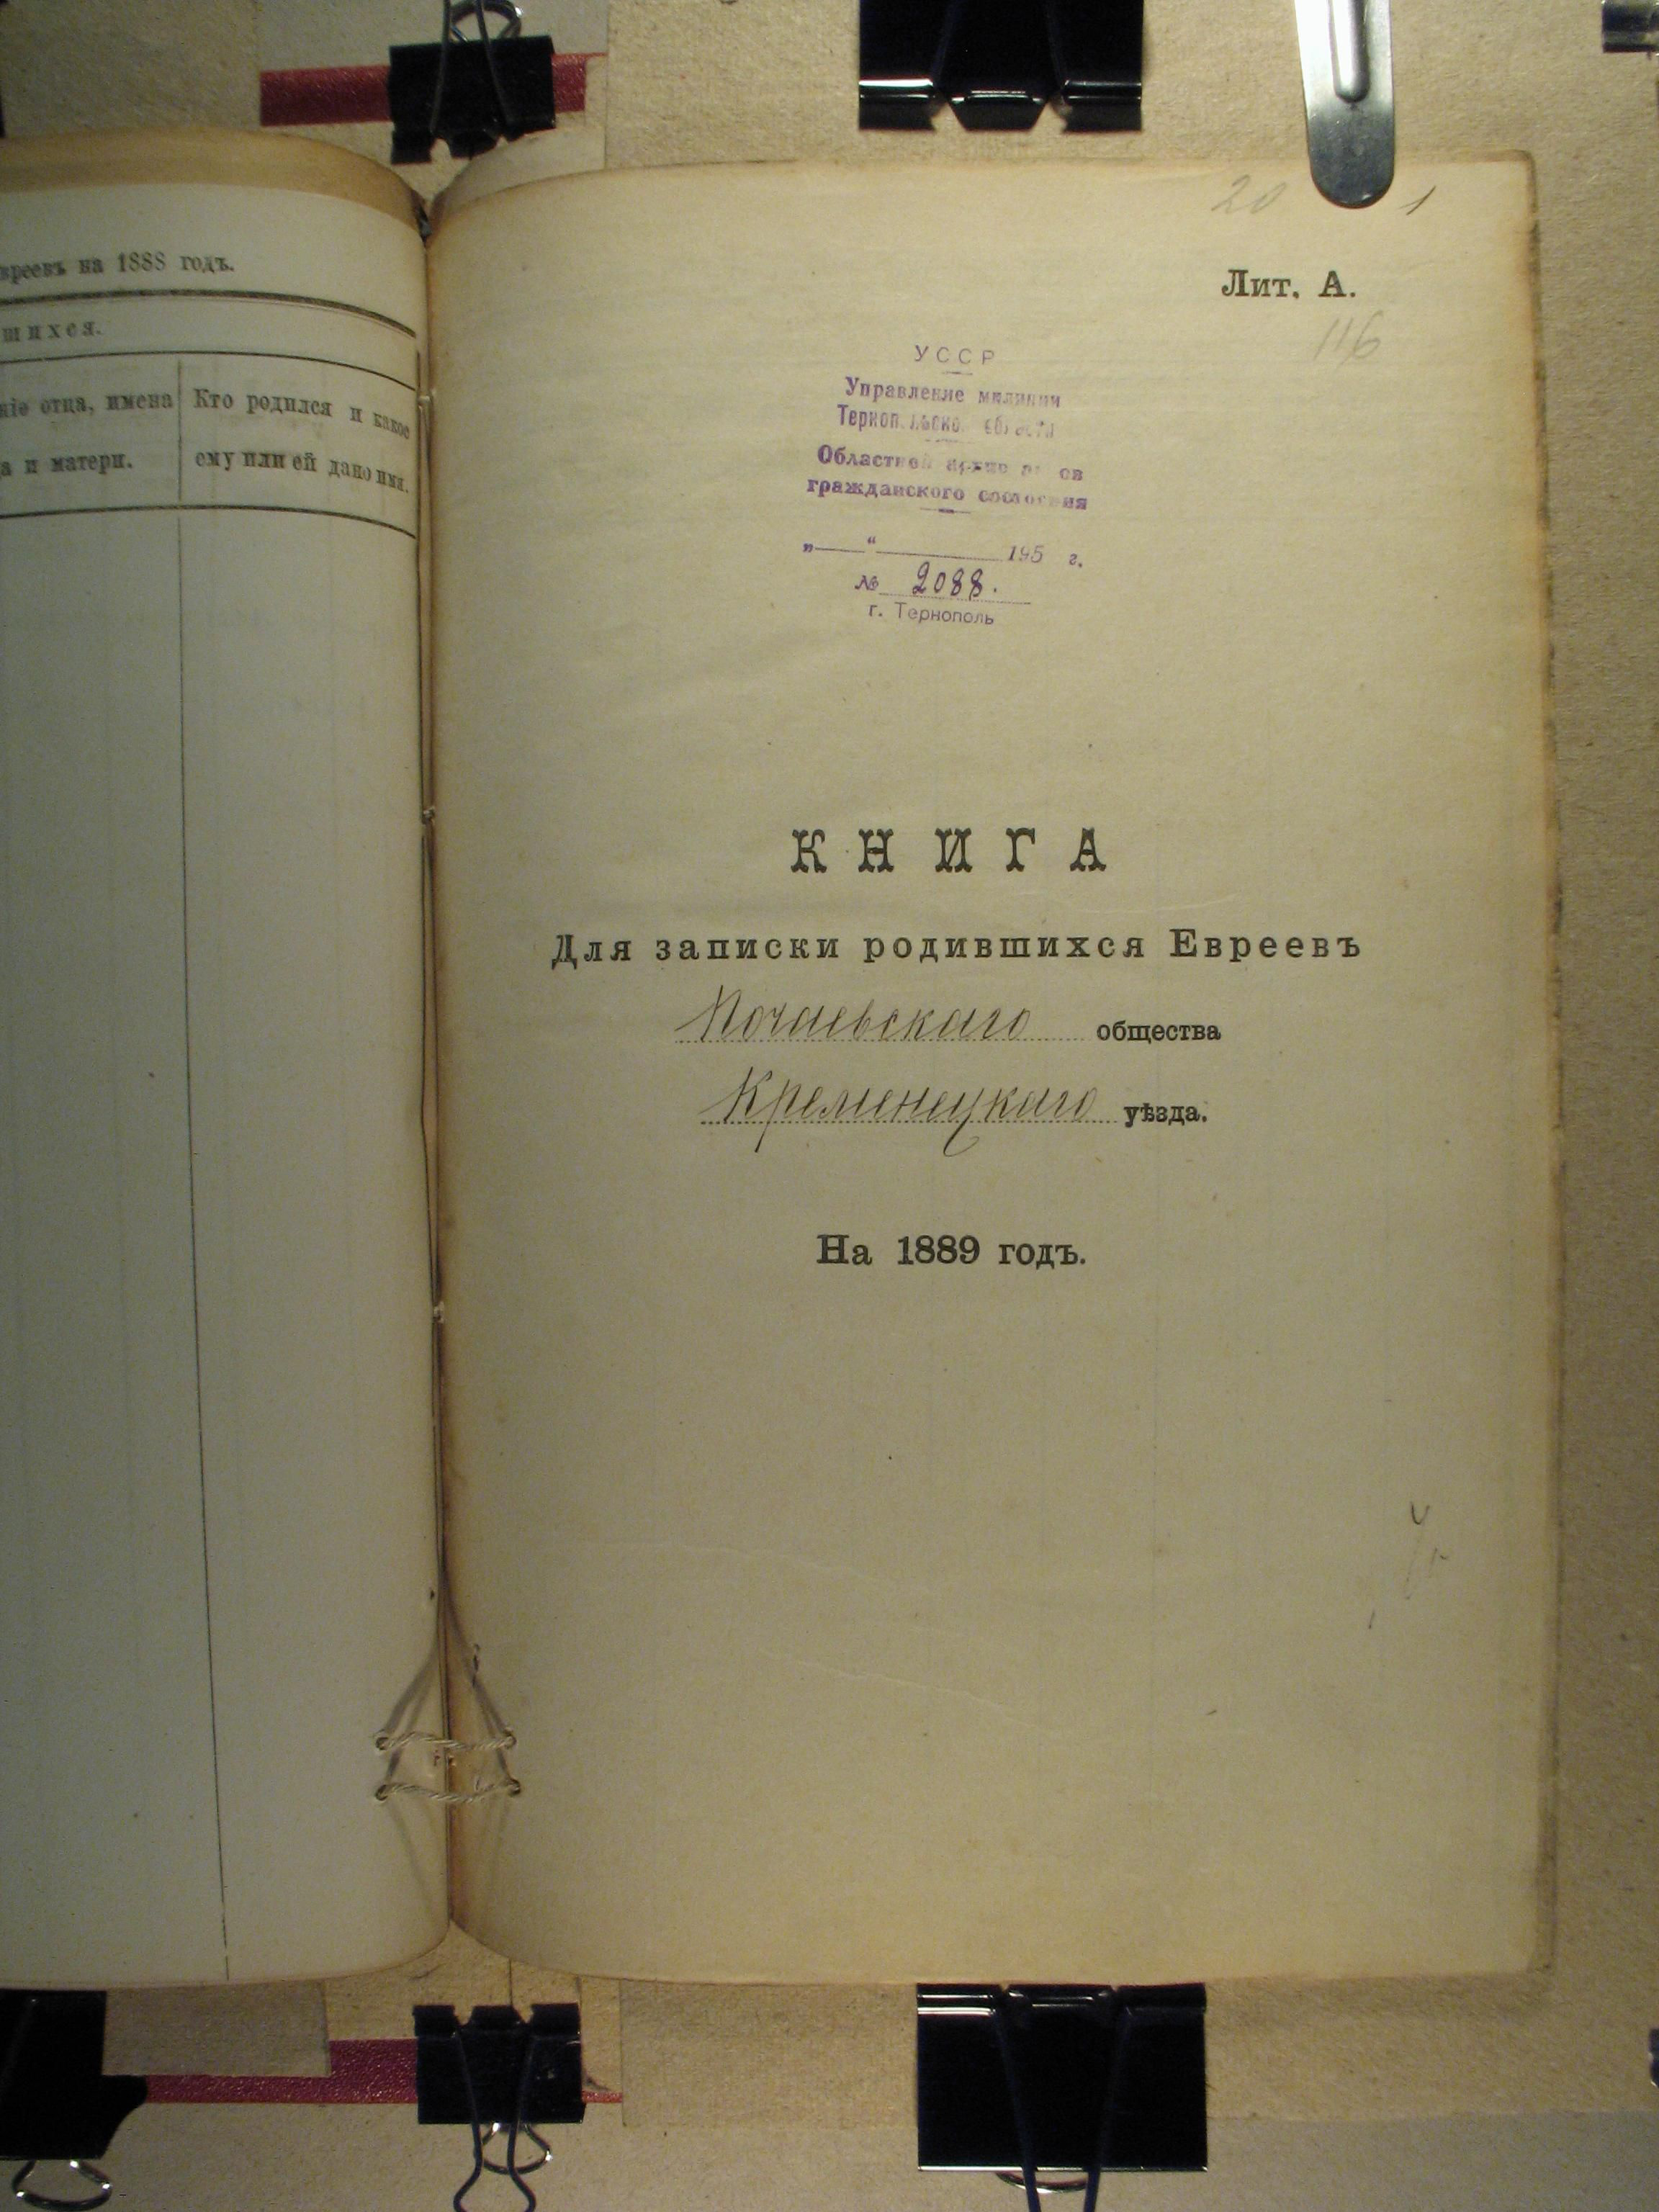 на 1888 годъ.
шихся.
отца, имена
а и матери.
Кто родился и какое
ему или ей дано имя.
20 1
Лит. А.
116
УССР
Управление милиции
Областной
гражданского состояния
„ “ 195 г.
№ 2088.
г. Тернополь
КНИГА
Для записки родившихся Евреевъ
Почаевскаго общества
Кременецкаго уѣзда.
На 1889 годъ.